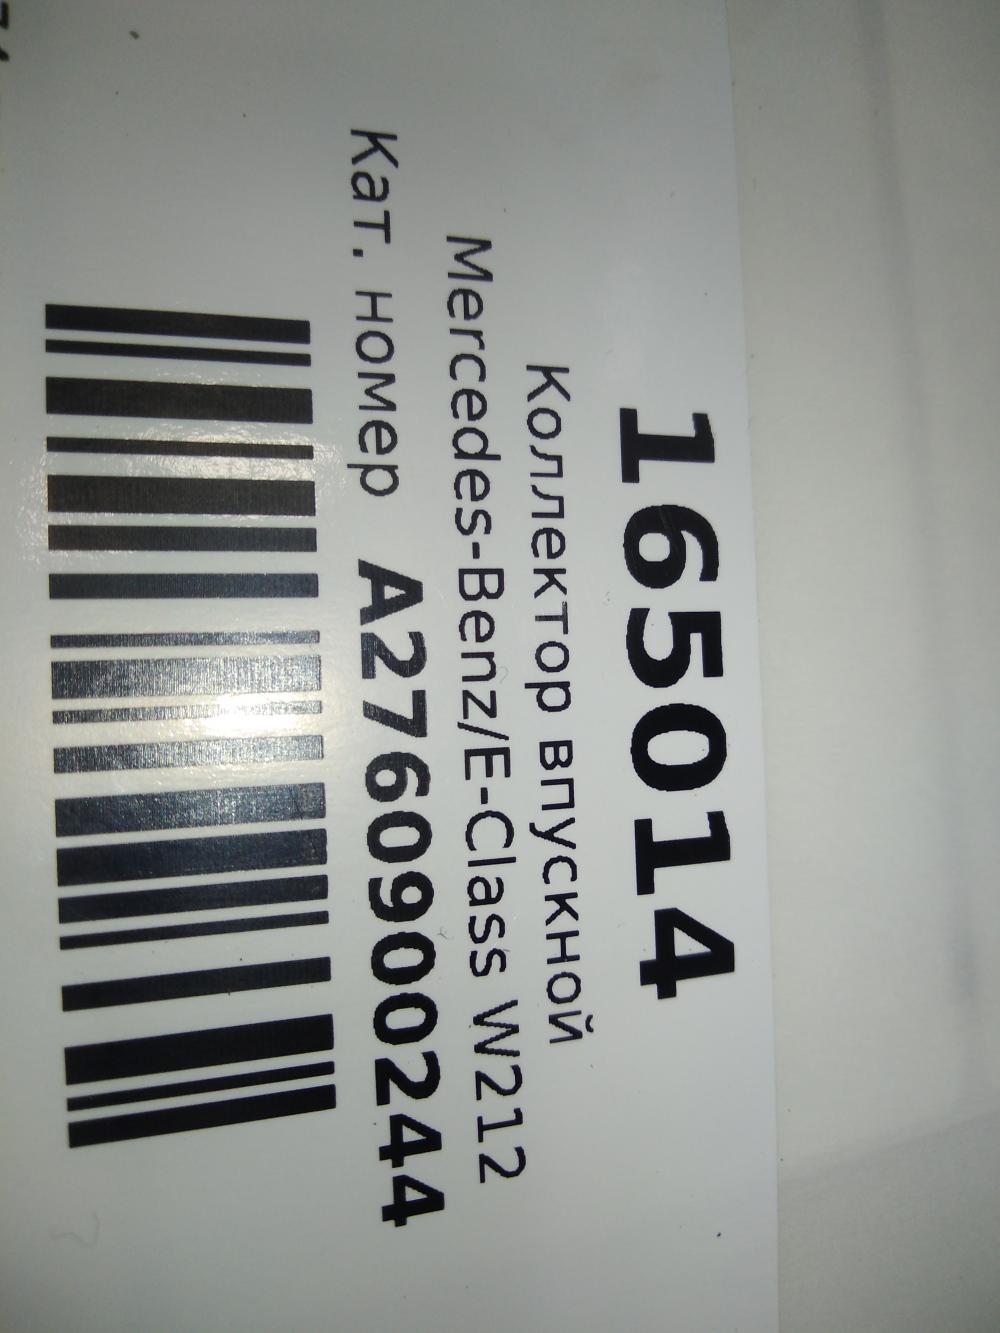 165014
Коллектор впускной
Mercedes-Benz/E-Class W212
Кат. номер A2760900244